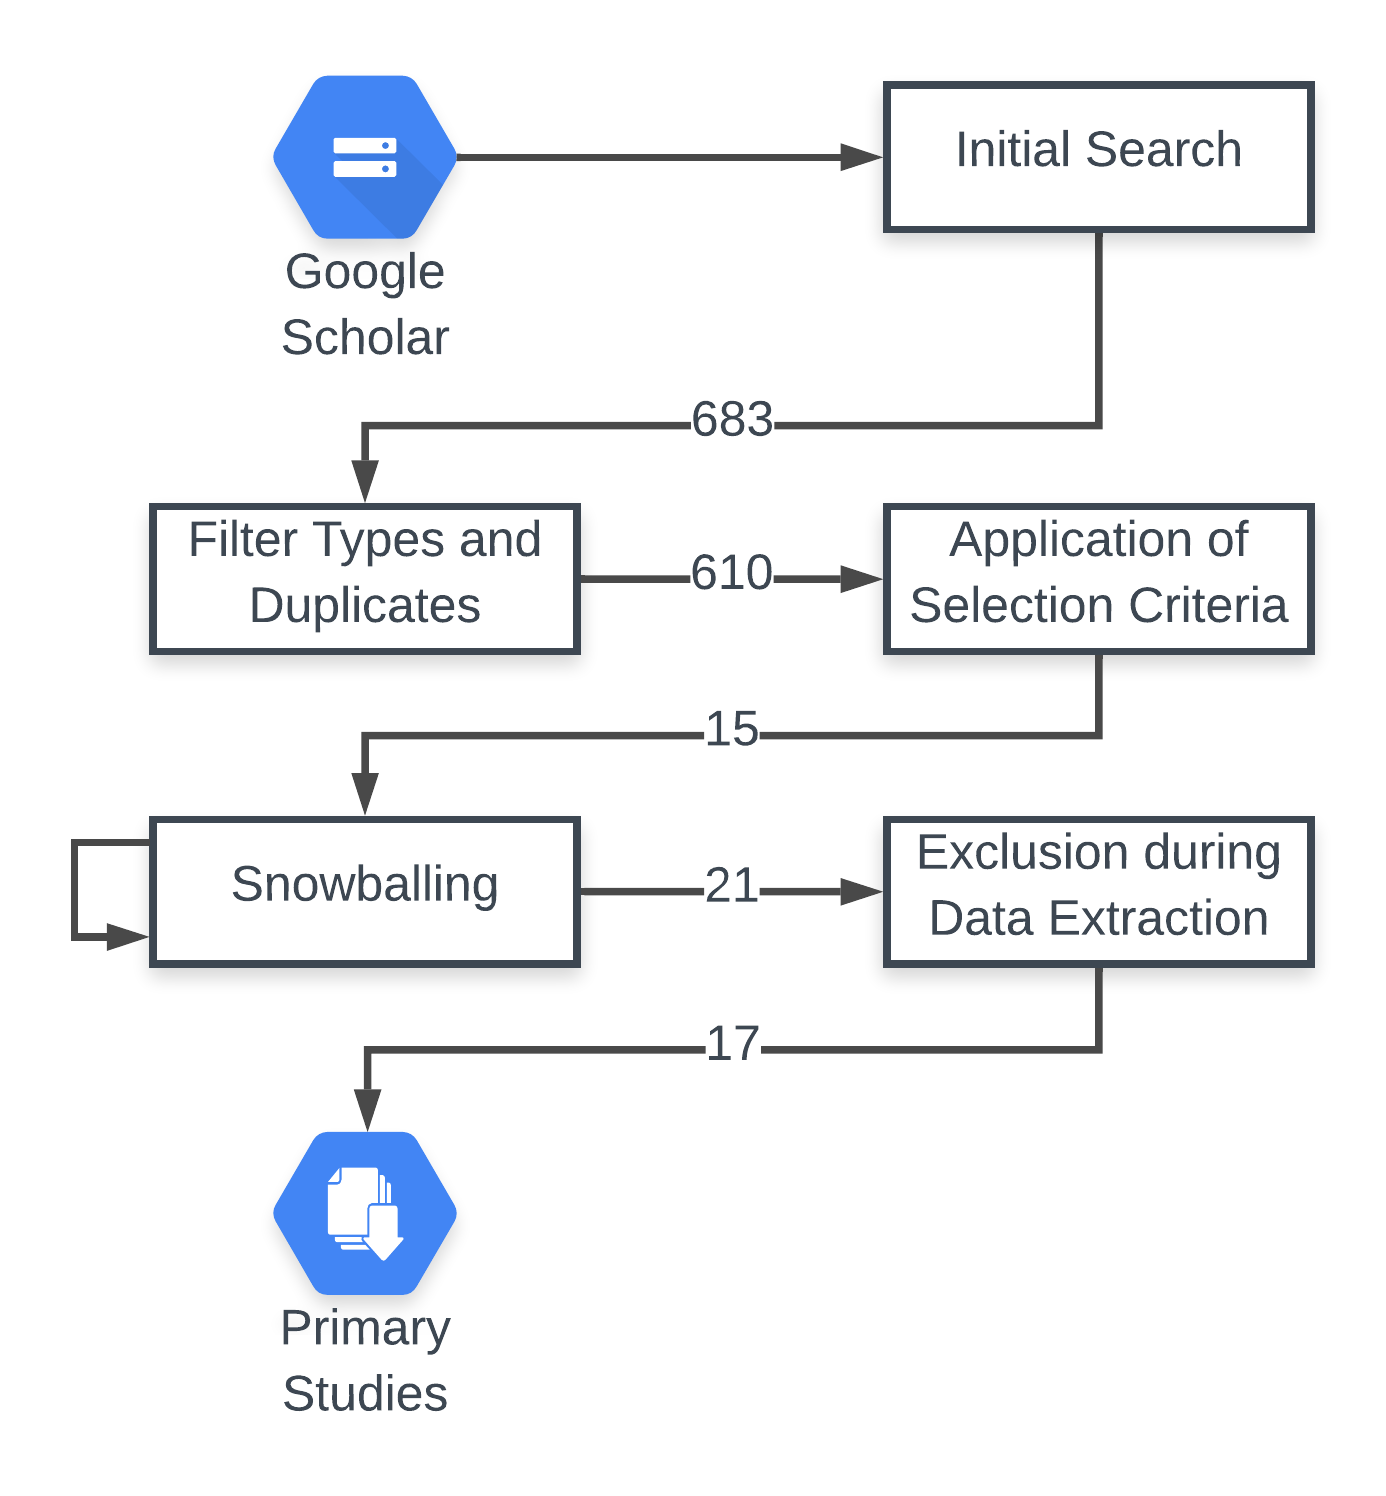 Google
Scholar
Initial Search
683
Filter Types and
Duplicates
610
Application of
Selection Criteria
15
Snowballing
21
Exclusion during
Data Extraction
17
Primary
Studies